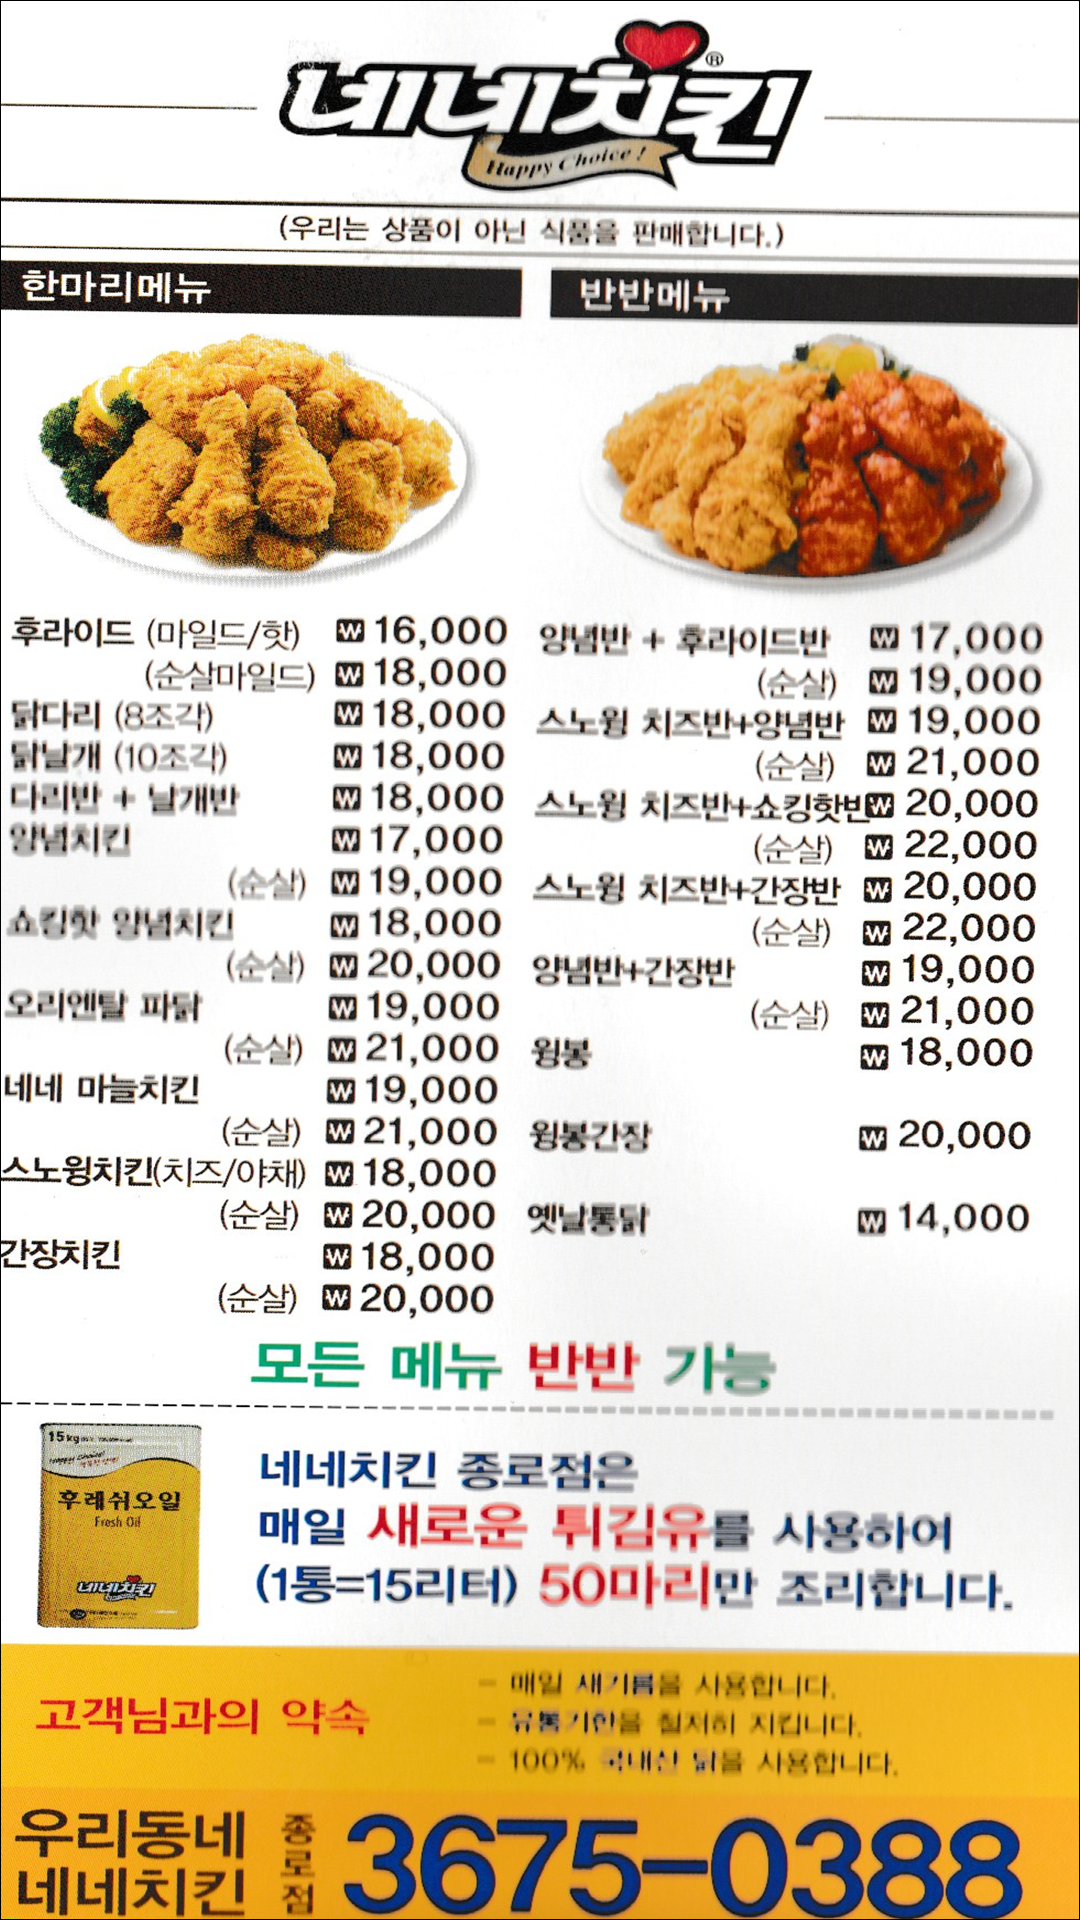 네네치킨®
Happy Choice!
(우리는 상품이 아닌 식품을 판매합니다.)
한마리메뉴
후라이드 (마일드/핫) ₩ 16,000
(순살마일드) ₩ 18,000
닭다리 (8조각) ₩ 18,000
닭날개 (10조각) ₩ 18,000
다리반 + 날개반 ₩ 18,000
양념치킨 ₩ 17,000
(순살) ₩ 19,000
쇼킹핫 양념치킨 ₩ 18,000
(순살) ₩ 20,000
오리엔탈 파닭 ₩ 19,000
(순살) ₩ 21,000
네네 마늘치킨 ₩ 19,000
(순살) ₩ 21,000
스노윙치킨(치즈/야채) ₩ 18,000
(순살) ₩ 20,000
간장치킨 ₩ 18,000
(순살) ₩ 20,000
반반메뉴
양념반 + 후라이드반 ₩ 17,000
(순살) ₩ 19,000
스노윙 치즈반+양념반 ₩ 19,000
(순살) ₩ 21,000
스노윙 치즈반+쇼킹핫반 ₩ 20,000
(순살) ₩ 22,000
스노윙 치즈반+간장반 ₩ 20,000
(순살) ₩ 22,000
양념반+간장반 ₩ 19,000
(순살) ₩ 21,000
윙봉 ₩ 18,000
윙봉간장 ₩ 20,000
옛날통닭 ₩ 14,000
모든 메뉴 반반 가능
15kg
후레쉬오일
Fresh Oil
네네치킨
네네치킨 종로점은
매일 새로운 튀김유를 사용하여
(1통=15리터) 50마리만 조리합니다.
고객님과의 약속
- 매일 새기름을 사용합니다.
- 유통기한을 철저히 지킵니다.
- 100% 국내산 닭을 사용합니다.
우리동네
네네치킨
종로점
3675-0388